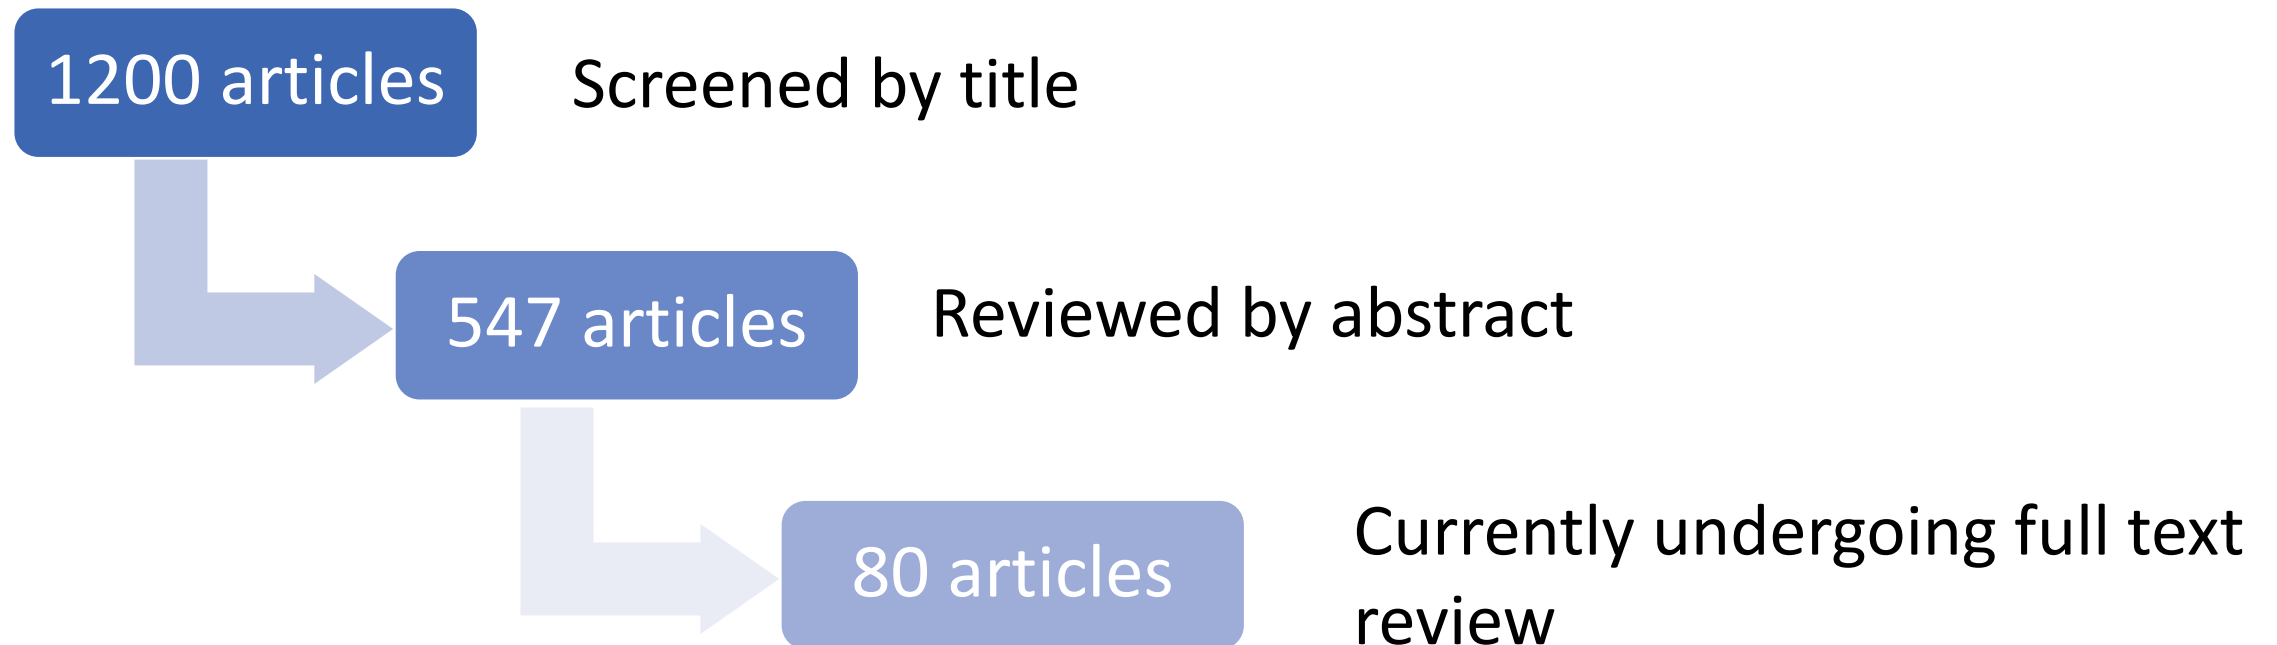 1200 articles
Screened by title
547 articles
Reviewed by abstract
80 articles
Currently undergoing full text
review